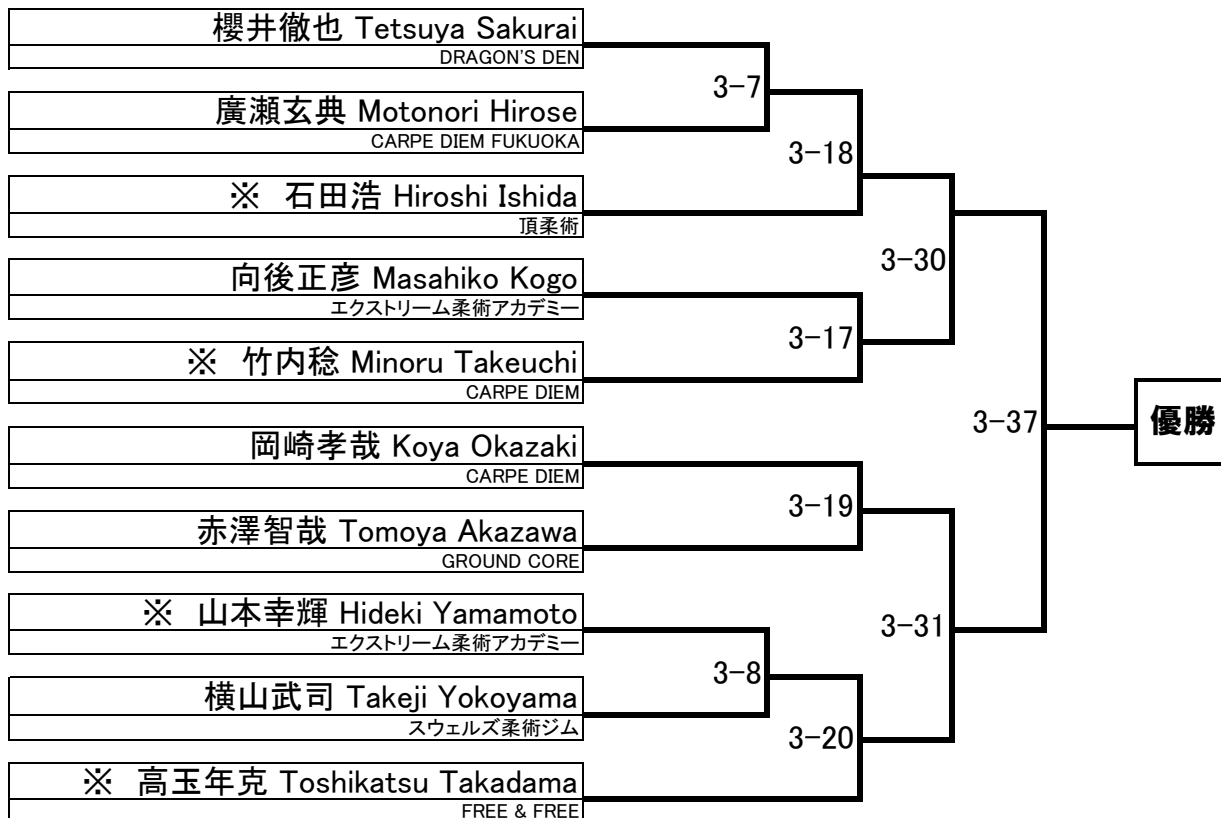 櫻井徹也 Tetsuya Sakurai
DRAGON'S DEN
3-7
廣瀬玄典 Motonori Hirose
CARPE DIEM FUKUOKA
3-18
※ 石田浩 Hiroshi Ishida
頂柔術
3-30
向後正彦 Masahiko Kogo
エクストリーム柔術アカデミー
3-17
※ 竹内稔 Minoru Takeuchi
CARPE DIEM
3-37
優勝
岡崎孝哉 Koya Okazaki
CARPE DIEM
3-19
赤澤智哉 Tomoya Akazawa
GROUND CORE
※ 山本幸輝 Hideki Yamamoto
エクストリーム柔術アカデミー
3-31
3-8
横山武司 Takeji Yokoyama
スウェルズ柔術ジム
3-20
※ 高玉年克 Toshikatsu Takadama
FREE & FREE